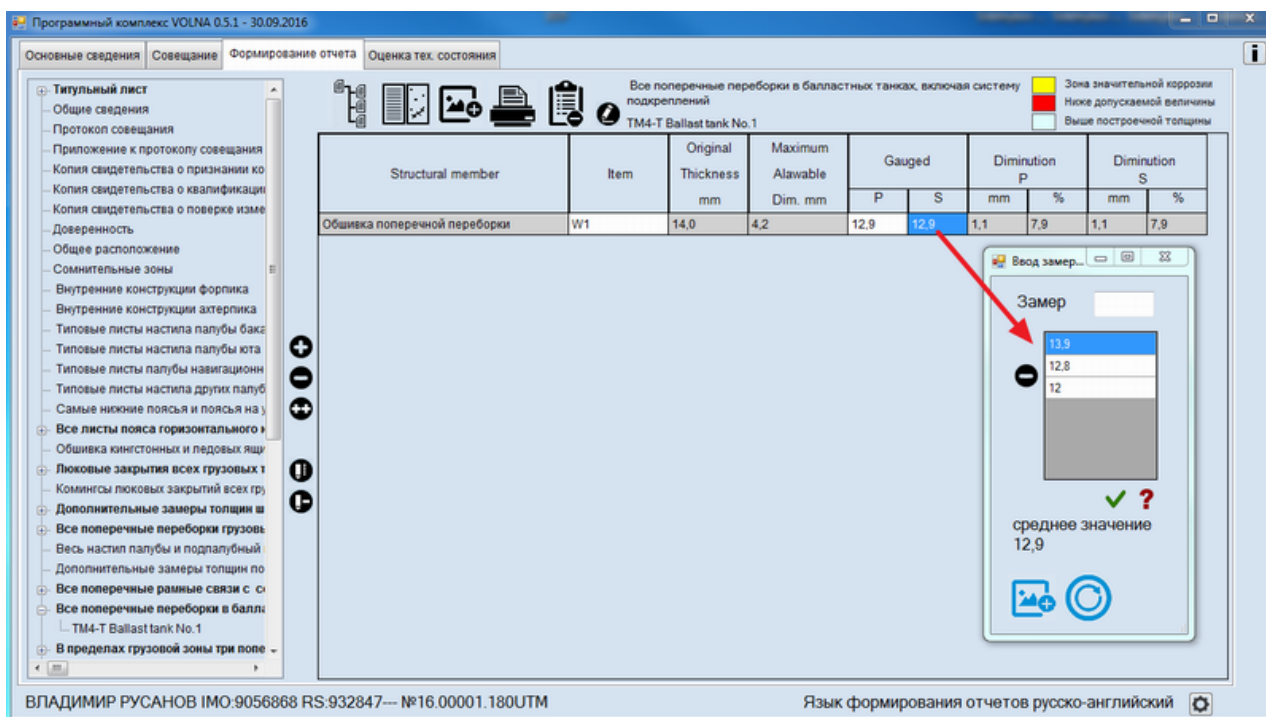 Программный комплекс VOLNA 0.5.1 - 30.09.2016
Основные сведения Совещание Формирование отчета Оценка тех. состояния
Титульный лист
Общие сведения
Протокол совещания
Приложение к протоколу совещания
Копия свидетельства о признании ко
Копия свидетельства о квалификации
Копия свидетельства о поверке изме
Доверенность
Общее расположение
Сомнительные зоны
Внутренние конструкции форпика
Внутренние конструкции ахтерпика
Типовые листы настила палубы бака
Типовые листы настила палубы юта
Типовые листы палубы навигационн
Типовые листы настила других палуб
Самые нижние поясья и поясья на у
Все листы пояса горизонтального к
Обшивка кингстонных и ледовых ящи
Люковые закрытия всех грузовых т
Комингсы люковых закрытий всех гру
Дополнительные замеры толщин ш
Все поперечные переборки грузовы
Весь настил палубы и подпалубный
Дополнительные замеры толщин по
Все поперечные рамные связи с со
Все поперечные переборки в балла
TM4-T Ballast tank No.1
В пределах грузовой зоны три попе
Все поперечные переборки в балластных танках, включая систему
подкреплений
TM4-T Ballast tank No.1
Зона значительной коррозии
Ниже допускаемой величины
Выше построечной толщины
Structural member Item Original Thickness mm Maximum Alawable Dim. mm Gauged P S Diminution P mm % Diminution S mm %
Обшивка поперечной переборки W1 14,0 4,2 12,9 12,9 1,1 7,9 1,1 7,9
Ввод замер...
Замер
13,9
12,8
12
среднее значение
12,9
ВЛАДИМИР РУСАНОВ IMO:9056868 RS:932847--- №16.00001.180UTM
Язык формирования отчетов русско-английский